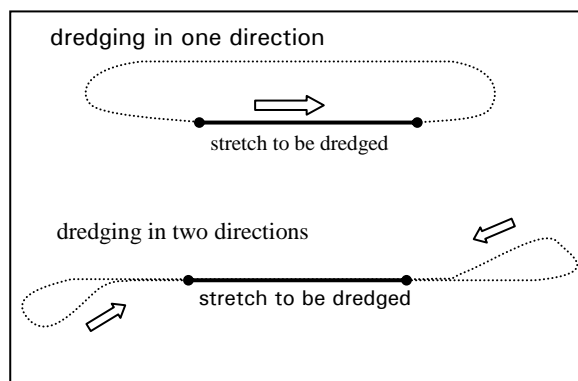 dredging in one direction
stretch to be dredged
dredging in two directions
stretch to be dredged